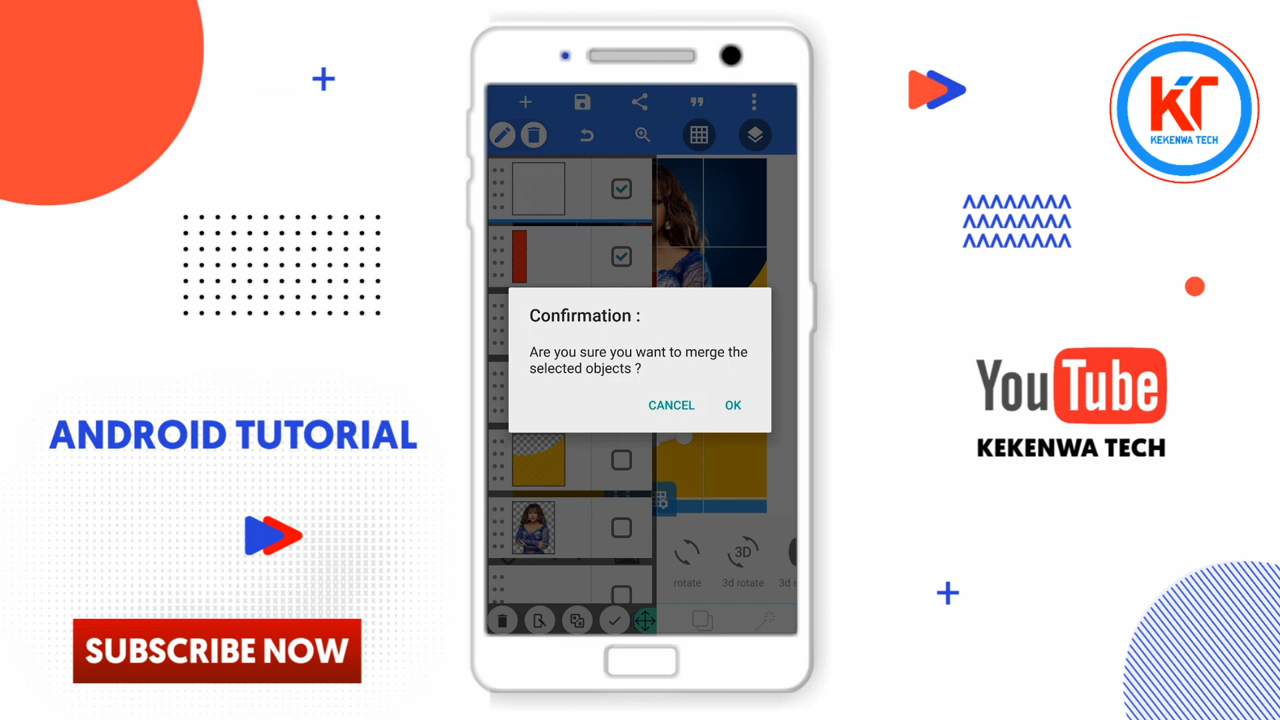 KT
KEKENWA TECH
Confirmation :
Are you sure you want to merge the
selected objects ?
CANCEL OK
YouTube
KEKENWA TECH
ANDROID TUTORIAL
3D
rotate 3d rotate
SUBSCRIBE NOW